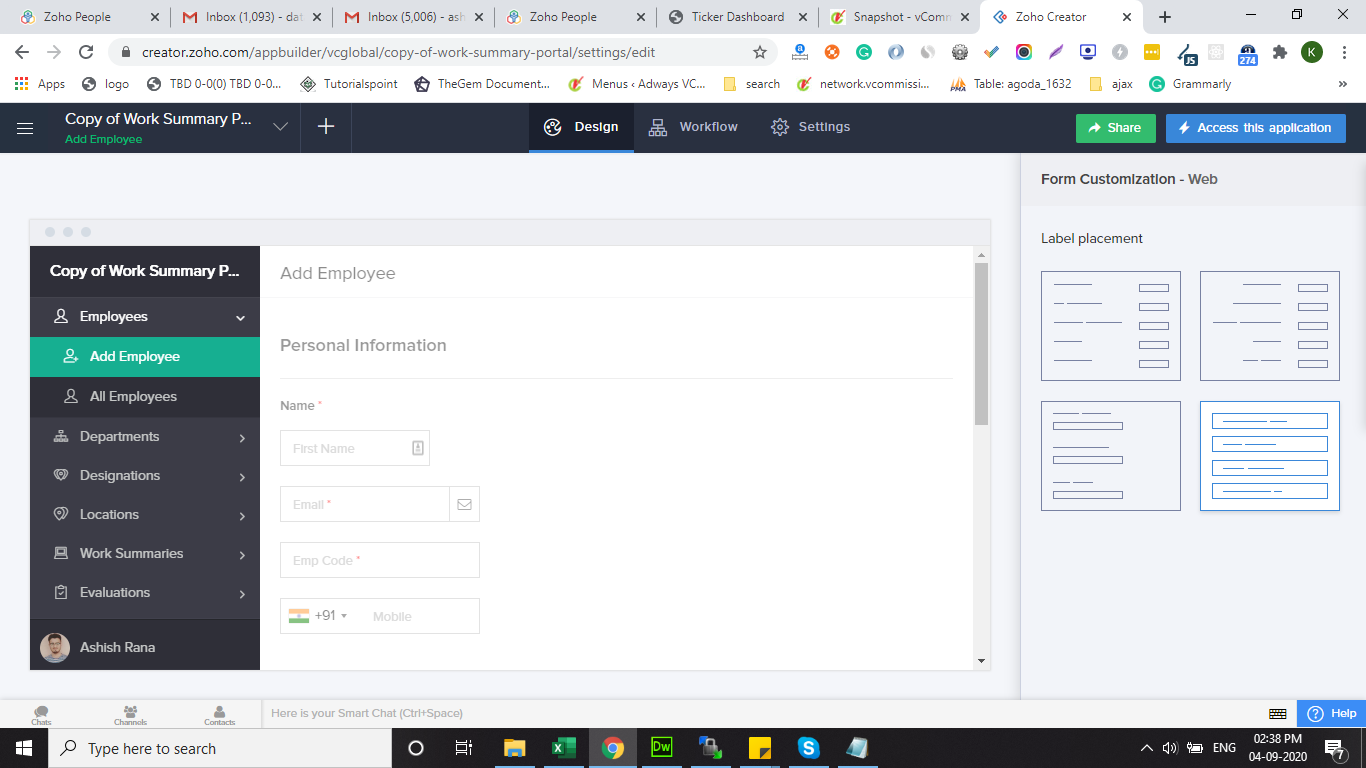 Zoho People
Inbox (1,093) - dat
Inbox (5,006) - ash
Zoho People
Ticker Dashboard
Snapshot - vComm
Zoho Creator
creator.zoho.com/appbuilder/vcglobal/copy-of-work-summary-portal/settings/edit
JS
274
K
Apps
logo
TBD 0-0(0) TBD 0-0...
Tutorialspoint
TheGem Document...
Menus ‹ Adways VC...
search
network.vcommissi...
PMA
Table: agoda_1632
ajax
Grammarly
»
Copy of Work Summary P...
Add Employee
Design
Workflow
Settings
Share
Access this application
Form Customization - Web
Label placement
Copy of Work Summary P...
Employees
Add Employee
All Employees
Departments
Designations
Locations
Work Summaries
Evaluations
Ashish Rana
Add Employee
Personal Information
Name *
First Name
Email *
Emp Code *
+91
Mobile
Chats
Channels
Contacts
Here is your Smart Chat (Ctrl+Space)
Help
Type here to search
Dw
ENG
02:38 PM
04-09-2020
7